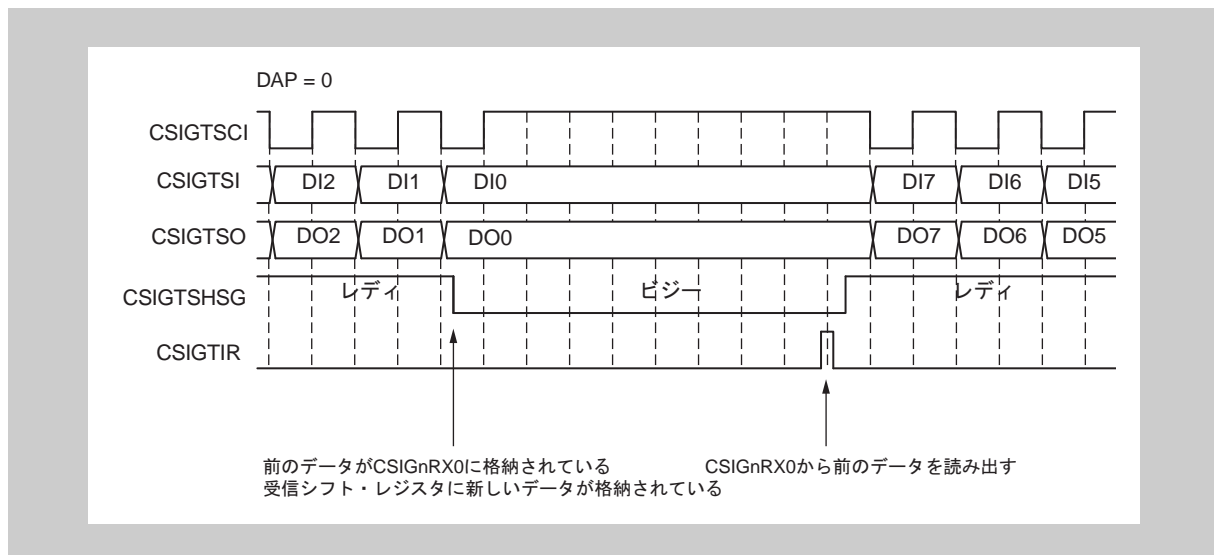 DAP = 0
CSIGTSCI
CSIGTSI DI2 DI1 DI0 DI7 DI6 DI5
CSIGTSO DO2 DO1 DO0 DO7 DO6 DO5
CSIGTSHSG レディ ビジー レディ
CSIGTIR
前のデータがCSIGnRX0に格納されている CSIGnRX0から前のデータを読み出す
受信シフト・レジスタに新しいデータが格納されている